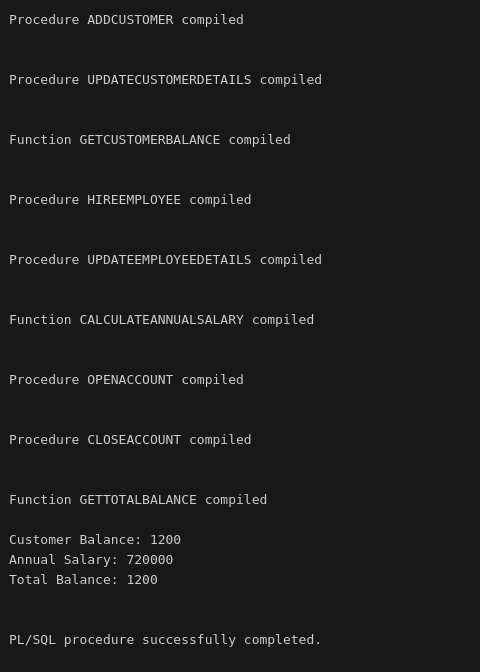 Procedure ADDCUSTOMER compiled
Procedure UPDATECUSTOMERDETAILS compiled
Function GETCUSTOMERBALANCE compiled
Procedure HIREEMPLOYEE compiled
Procedure UPDATEEMPLOYEEDETAILS compiled
Function CALCULATEANNUALSALARY compiled
Procedure OPENACCOUNT compiled
Procedure CLOSEACCOUNT compiled
Function GETTOTALBALANCE compiled
Customer Balance: 1200
Annual Salary: 720000
Total Balance: 1200
PL/SQL procedure successfully completed.